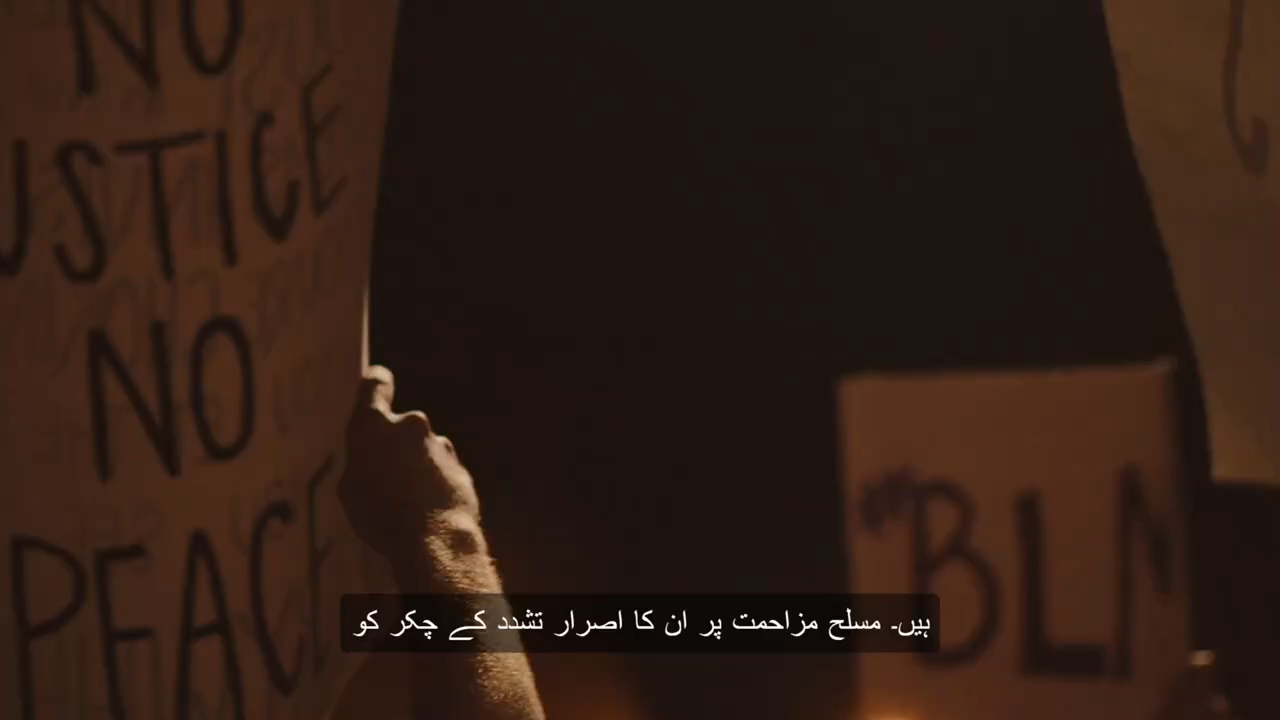 NO
JUSTICE
NO
PEACE
#BLM
ہیں۔ مسلح مزاحمت پر ان کا اصرار تشدد کے چکر کو